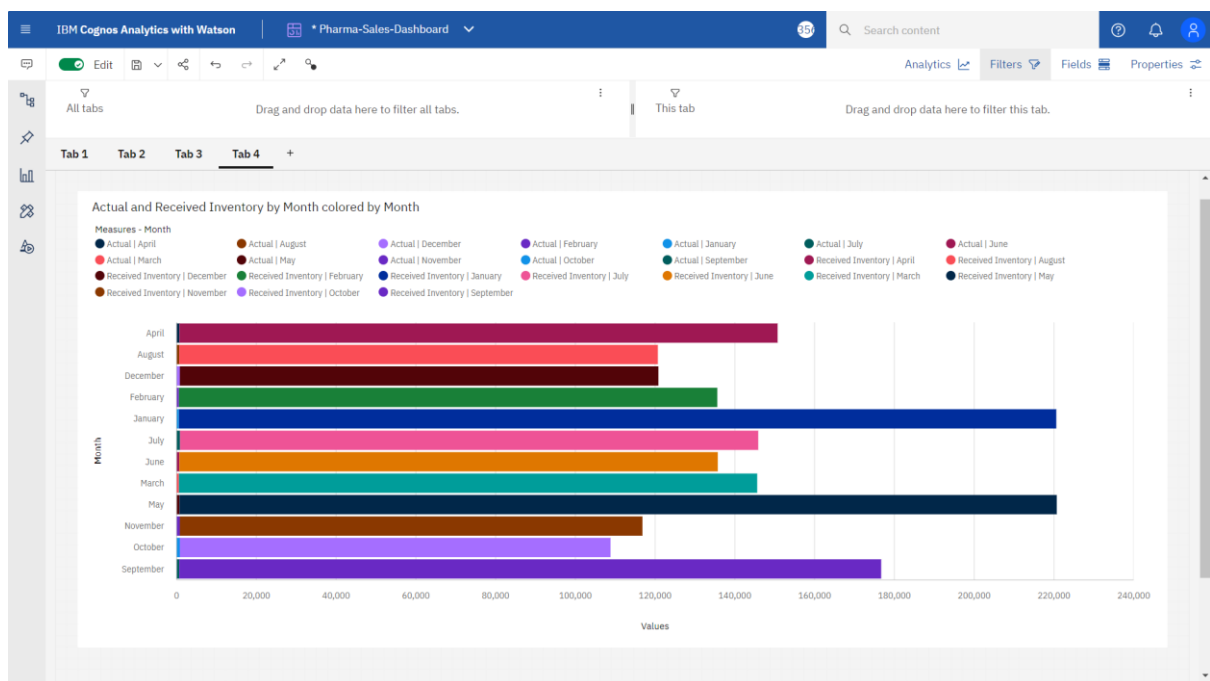 IBM Cognos Analytics with Watson
* Pharma-Sales-Dashboard
Search content
Edit
Analytics
Filters
Fields
Properties
All tabs
Drag and drop data here to filter all tabs.
This tab
Drag and drop data here to filter this tab.
Tab 1 Tab 2 Tab 3 Tab 4 +
Actual and Received Inventory by Month colored by Month
Measures - Month
Actual | April Actual | August Actual | December Actual | February Actual | January Actual | July Actual | June
Actual | March Actual | May Actual | November Actual | October Actual | September Received Inventory | April Received Inventory | August
Received Inventory | December Received Inventory | February Received Inventory | January Received Inventory | July Received Inventory | June Received Inventory | March Received Inventory | May
Received Inventory | November Received Inventory | October Received Inventory | September
Month
April
August
December
February
January
July
June
March
May
November
October
September
0 20,000 40,000 60,000 80,000 100,000 120,000 140,000 160,000 180,000 200,000 220,000 240,000
Values